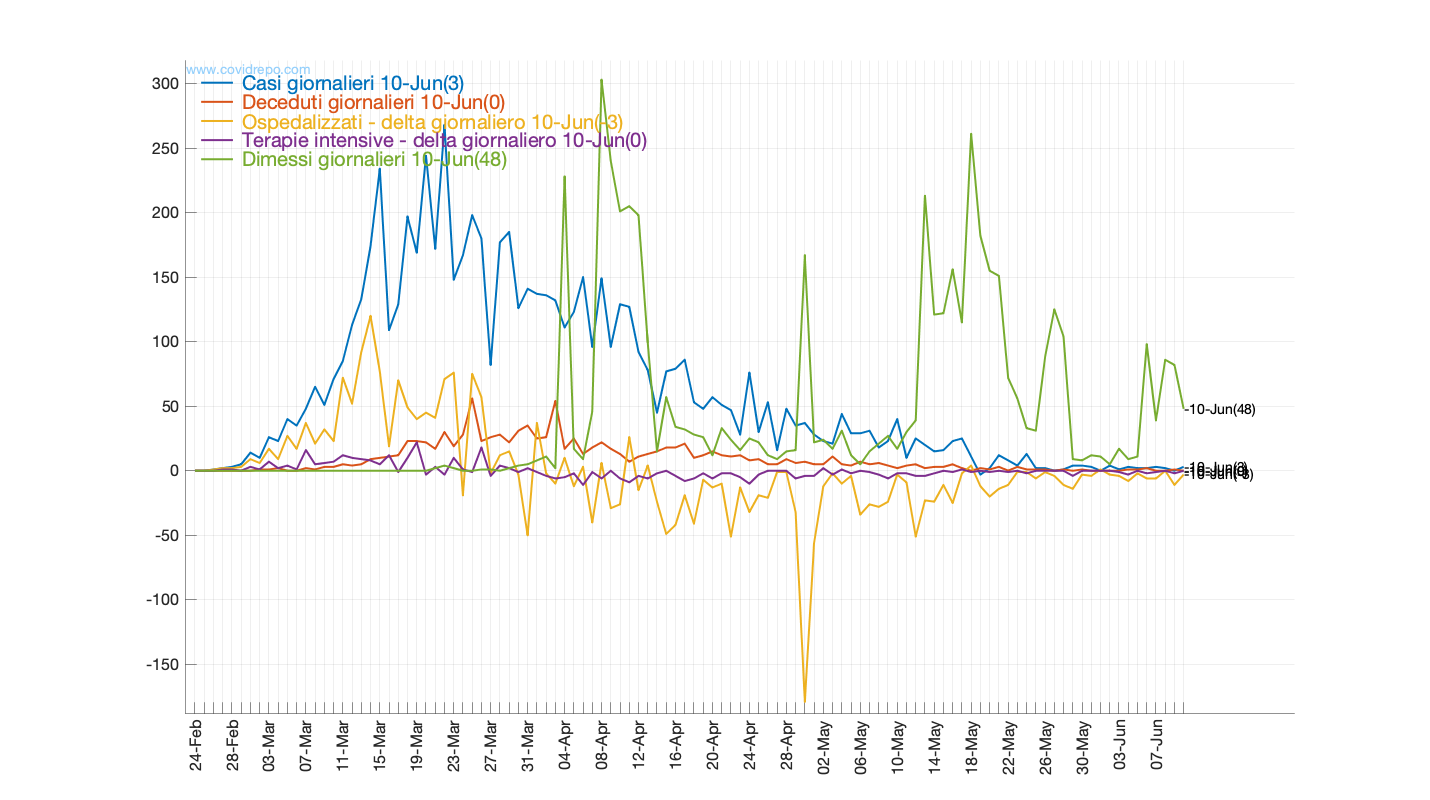 www.covidrepo.com
Casi giornalieri 10-Jun(3)
Deceduti giornalieri 10-Jun(0)
Ospedalizzati - delta giornaliero 10-Jun(-3)
Terapie intensive - delta giornaliero 10-Jun(0)
Dimessi giornalieri 10-Jun(48)
300
250
200
150
100
50
0
-50
-100
-150
10-Jun(48)
24-Feb
28-Feb
03-Mar
07-Mar
11-Mar
15-Mar
19-Mar
23-Mar
27-Mar
31-Mar
04-Apr
08-Apr
12-Apr
16-Apr
20-Apr
24-Apr
28-Apr
02-May
06-May
10-May
14-May
18-May
22-May
26-May
30-May
03-Jun
07-Jun